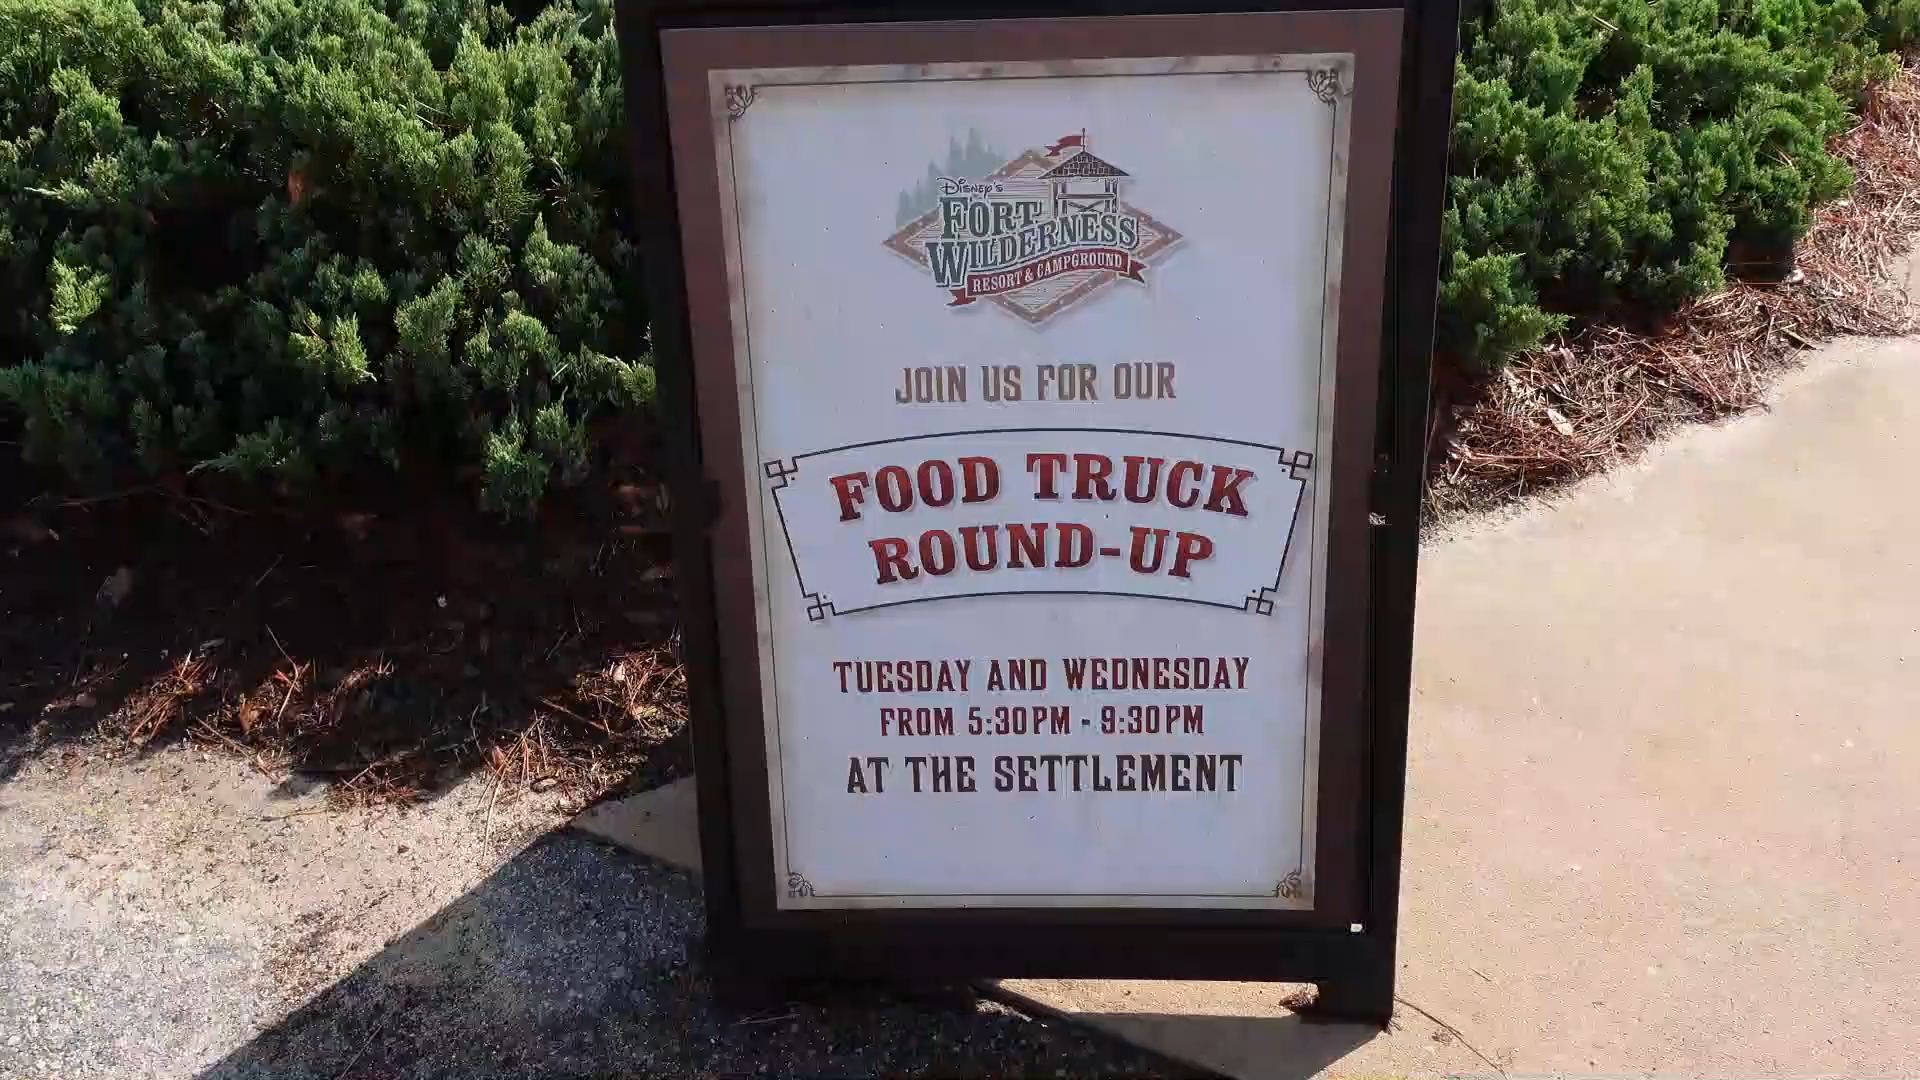 Disney's
FORT
WILDERNESS
RESORT & CAMPGROUND
JOIN US FOR OUR
FOOD TRUCK
ROUND-UP
TUESDAY AND WEDNESDAY
FROM 5:30PM - 9:30PM
AT THE SETTLEMENT